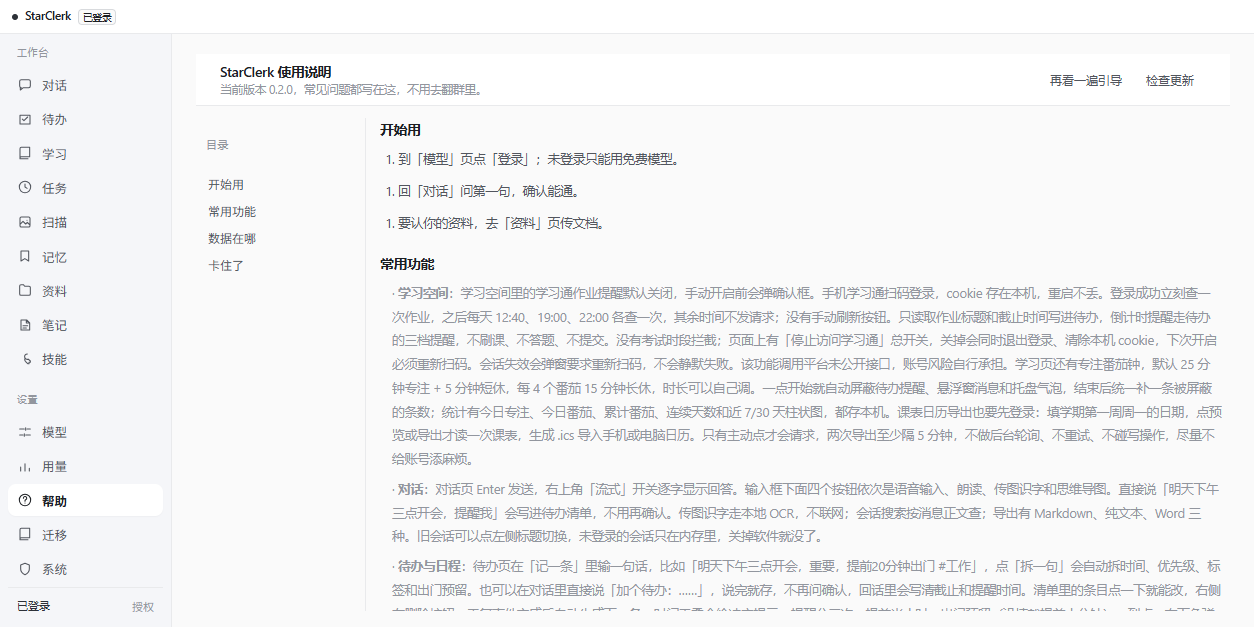 StarClerk 已登录
工作台
对话
待办
学习
任务
扫描
记忆
资料
笔记
技能
设置
模型
用量
帮助
迁移
系统
已登录 授权
StarClerk 使用说明
当前版本 0.2.0，常见问题都写在这，不用去翻群里。
再看一遍引导 检查更新
目录
开始用
常用功能
数据在哪
卡住了
开始用
1. 到「模型」页点「登录」；未登录只能用免费模型。
1. 回「对话」问第一句，确认能通。
1. 要认你的资料，去「资料」页传文档。
常用功能
· 学习空间：学习空间里的学习通作业提醒默认关闭，手动开启前会弹确认框。手机学习通扫码登录，cookie 存在本机，重启不丢。登录成功立刻查一
次作业，之后每天 12:40、19:00、22:00 各查一次，其余时间不发请求；没有手动刷新按钮。只读取作业标题和截止时间写进待办，倒计时提醒走待办
的三档提醒，不刷课、不答题、不提交。没有考试时段拦截；页面上有「停止访问学习通」总开关，关掉会同时退出登录、清除本机 cookie，下次开启
必须重新扫码。会话失效会弹窗要求重新扫码，不会静默失败。该功能调用平台未公开接口，账号风险自行承担。学习页还有专注番茄钟，默认 25 分
钟专注 + 5 分钟短休，每 4 个番茄 15 分钟长休，时长可以自己调。一点开始就自动屏蔽待办提醒、悬浮窗消息和托盘气泡，结束后统一补一条被屏蔽
的条数；统计有今日专注、今日番茄、累计番茄、连续天数和近 7/30 天柱状图，都存本机。课表日历导出也要先登录：填学期第一周周一的日期，点预
览或导出才读一次课表，生成 .ics 导入手机或电脑日历。只有主动点才会请求，两次导出至少隔 5 分钟，不做后台轮询、不重试、不碰写操作，尽量不
给账号添麻烦。
· 对话：对话页 Enter 发送，右上角「流式」开关逐字显示回答。输入框下面四个按钮依次是语音输入、朗读、传图识字和思维导图。直接说「明天下午
三点开会，提醒我」会写进待办清单，不用再确认。传图识字走本地 OCR，不联网；会话搜索按消息正文查；导出有 Markdown、纯文本、Word 三
种。旧会话可以点左侧标题切换，未登录的会话只在内存里，关掉软件就没了。
· 待办与日程：待办页在「记一条」里输一句话，比如「明天下午三点开会，重要，提前20分钟出门 #工作」，点「拆一句」会自动拆时间、优先级、标
签和出门预留。也可以在对话里直接说「加个待办：……」，说完就存，不再问确认，回话里会写清截止和提醒时间。清单里的条目点一下就能改，右侧